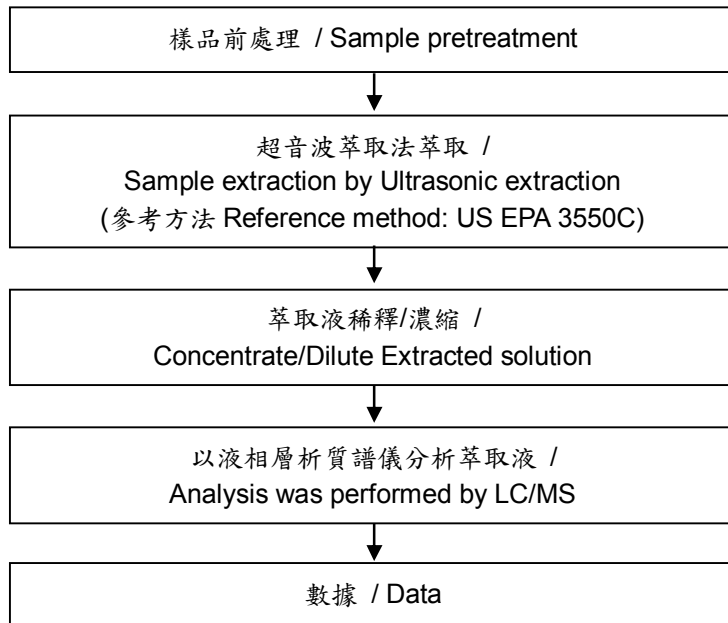 樣品前處理 / Sample pretreatment
超音波萃取法萃取 /
Sample extraction by Ultrasonic extraction
(參考方法 Reference method: US EPA 3550C)
萃取液稀釋/濃縮 /
Concentrate/Dilute Extracted solution
以液相層析質譜儀分析萃取液 /
Analysis was performed by LC/MS
數據 / Data